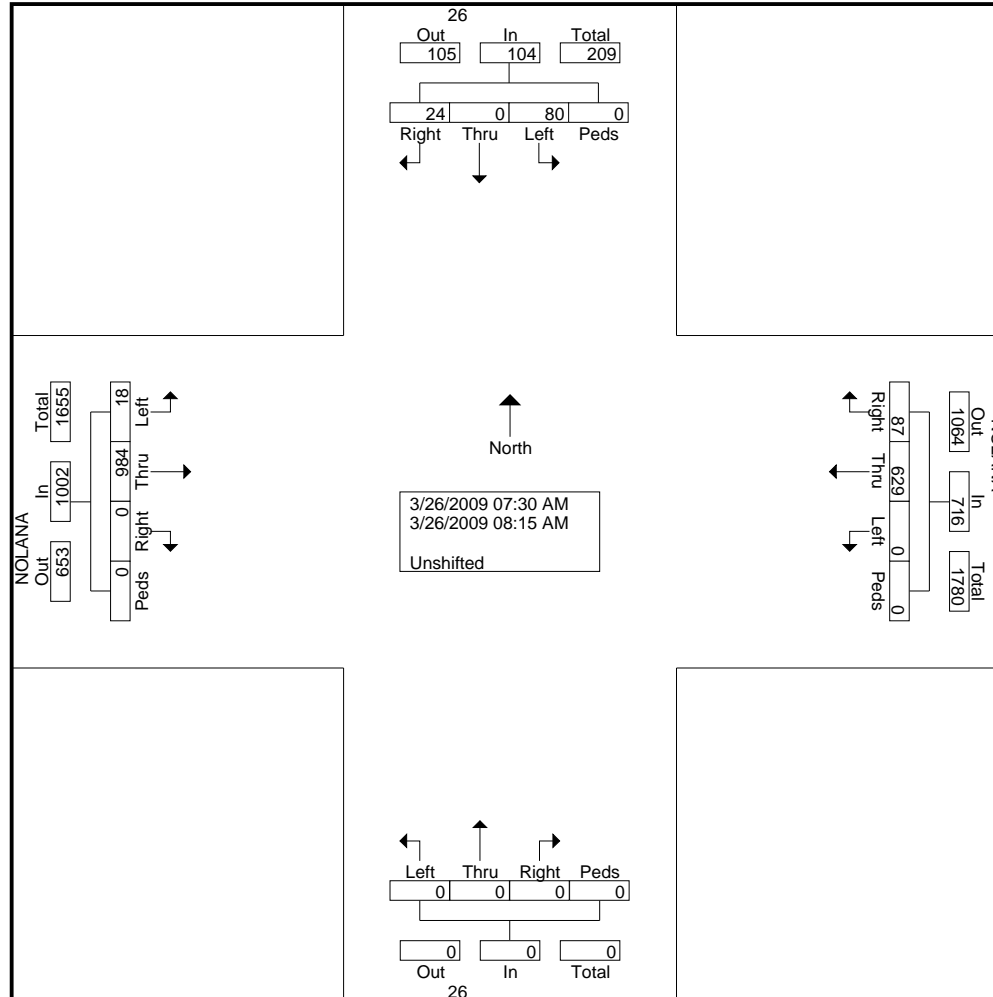 26
Out In Total
105 104 209
24 0 80 0
Right Thru Left Peds
Total 1655
In 1002
NOLANA
Out 653
18 984 0 0
Left Thru Right Peds
North
3/26/2009 07:30 AM
3/26/2009 08:15 AM
Unshifted
Right Thru Left Peds
87 629 0 0
Out 1064
In 716
Total 1780
Left Thru Right Peds
0 0 0 0
0 0 0
Out In Total
26